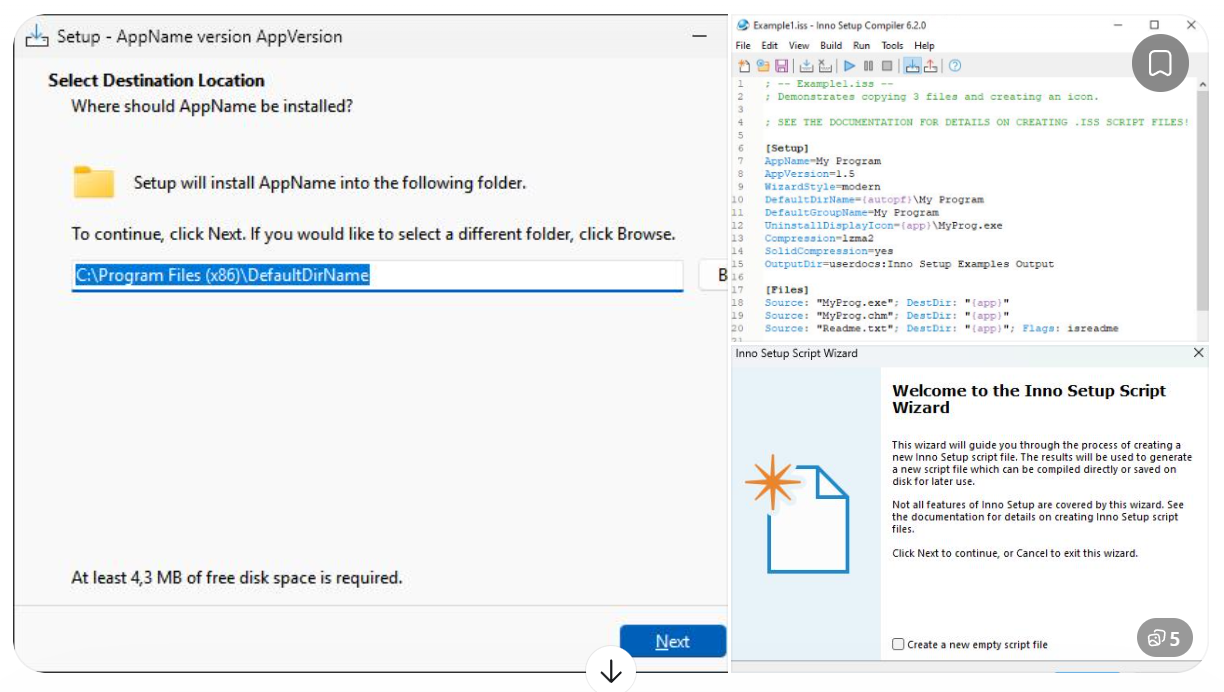 Setup - AppName version AppVersion
Select Destination Location
Where should AppName be installed?
Setup will install AppName into the following folder.
To continue, click Next. If you would like to select a different folder, click Browse.
C:\Program Files (x86)\DefaultDirName
B
At least 4,3 MB of free disk space is required.
Next
Example1.iss - Inno Setup Compiler 6.2.0
File Edit View Build Run Tools Help
1 ; -- Example1.iss --
2 ; Demonstrates copying 3 files and creating an icon.
3
4 ; SEE THE DOCUMENTATION FOR DETAILS ON CREATING .ISS SCRIPT FILES!
5
6 [Setup]
7 AppName=My Program
8 AppVersion=1.5
9 WizardStyle=modern
10 DefaultDirName={autopf}\My Program
11 DefaultGroupName=My Program
12 UninstallDisplayIcon={app}\MyProg.exe
13 Compression=lzma2
14 SolidCompression=yes
15 OutputDir=userdocs:Inno Setup Examples Output
16
17 [Files]
18 Source: "MyProg.exe"; DestDir: "{app}"
19 Source: "MyProg.chm"; DestDir: "{app}"
20 Source: "Readme.txt"; DestDir: "{app}"; Flags: isreadme
21
Inno Setup Script Wizard
Welcome to the Inno Setup Script
Wizard
This wizard will guide you through the process of creating a
new Inno Setup script file. The results will be used to generate
a new script file which can be compiled directly or saved on
disk for later use.
Not all features of Inno Setup are covered by this wizard. See
the documentation for details on creating Inno Setup script
files.
Click Next to continue, or Cancel to exit this wizard.
Create a new empty script file
5